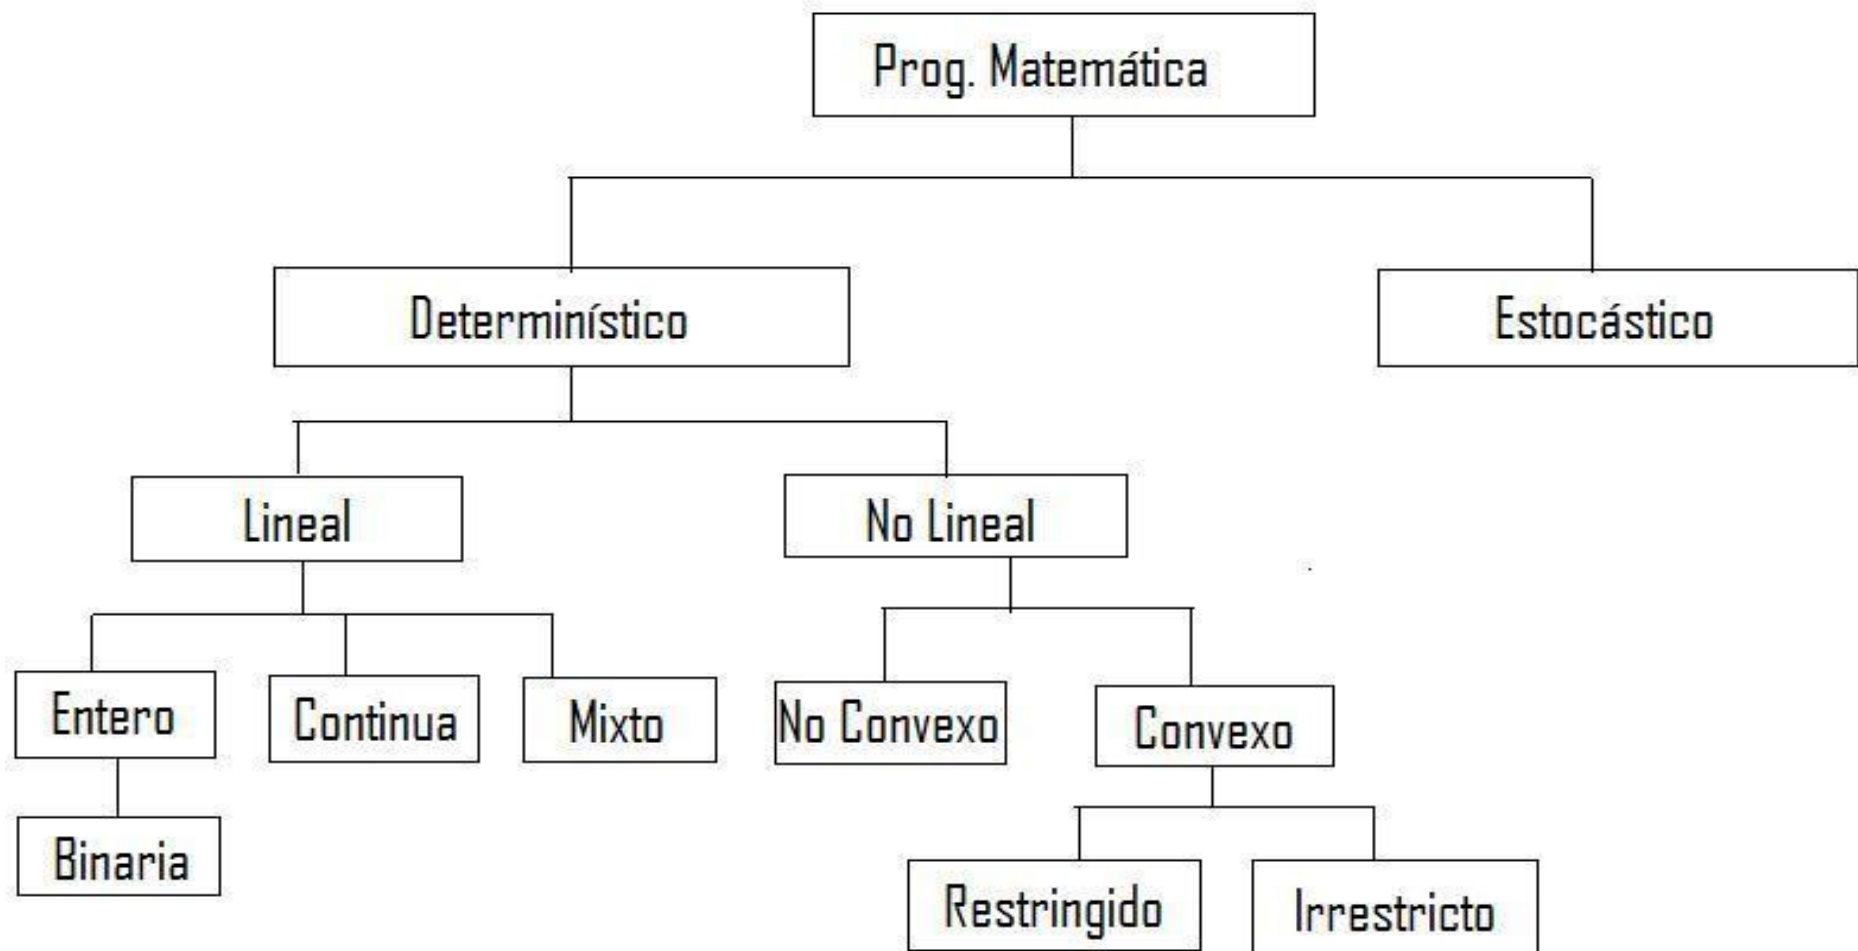 Prog. Matemática
Determinístico
Estocástico
Lineal
No Lineal
Entero
Continua
Mixto
No Convexo
Convexo
Binaria
Restringido
Irrestricto